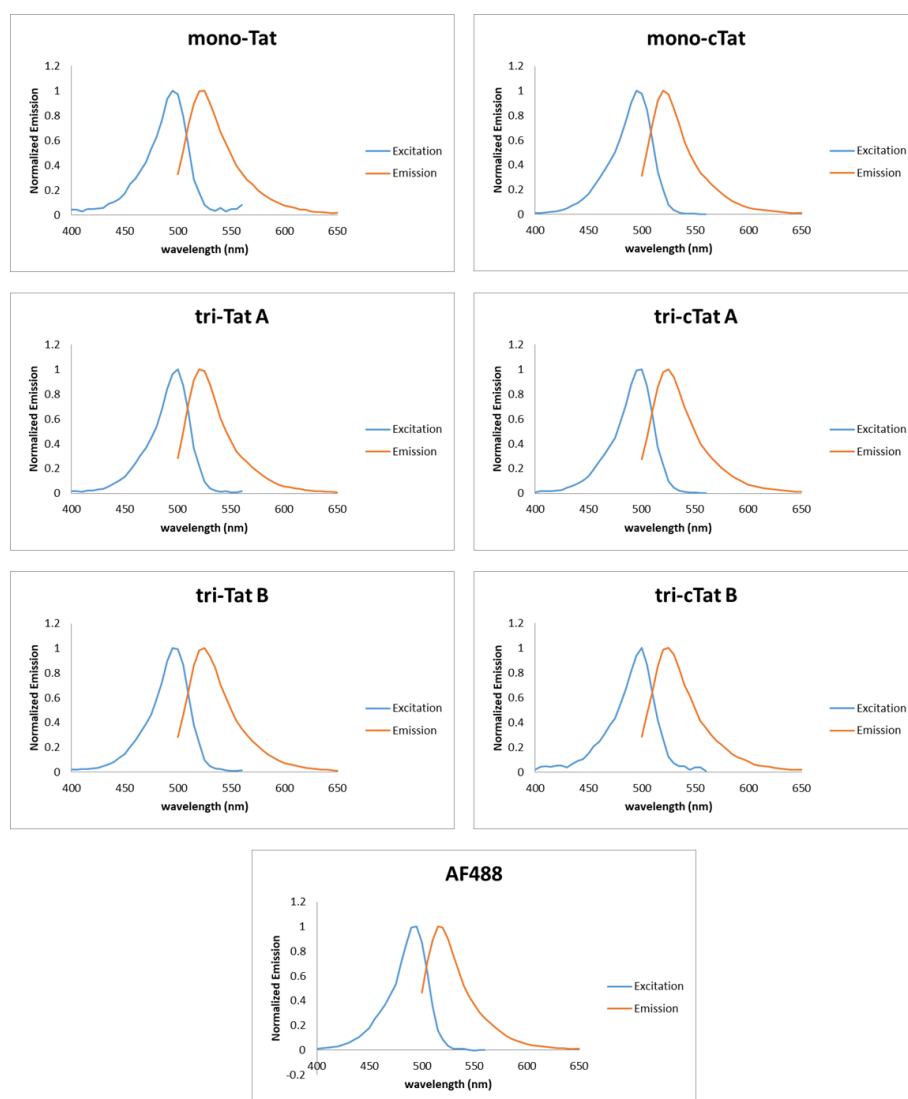 mono-Tat
1.2
1
0.8
0.6
0.4
0.2
0
400 450 500 550 600 650
Normalized Emission
wavelength (nm)
Excitation
Emission
mono-cTat
1.2
1
0.8
0.6
0.4
0.2
0
400 450 500 550 600 650
Normalized Emission
wavelength (nm)
Excitation
Emission
tri-Tat A
1.2
1
0.8
0.6
0.4
0.2
0
400 450 500 550 600 650
Normalized Emission
wavelength (nm)
Excitation
Emission
tri-cTat A
1.2
1
0.8
0.6
0.4
0.2
0
400 450 500 550 600 650
Normalized Emission
wavelength (nm)
Excitation
Emission
tri-Tat B
1.2
1
0.8
0.6
0.4
0.2
0
400 450 500 550 600 650
Normalized Emission
wavelength (nm)
Excitation
Emission
tri-cTat B
1.2
1
0.8
0.6
0.4
0.2
0
400 450 500 550 600 650
Normalized Emission
wavelength (nm)
Excitation
Emission
AF488
1.2
1
0.8
0.6
0.4
0.2
0
-0.2
400 450 500 550 600 650
Normalized Emission
wavelength (nm)
Excitation
Emission